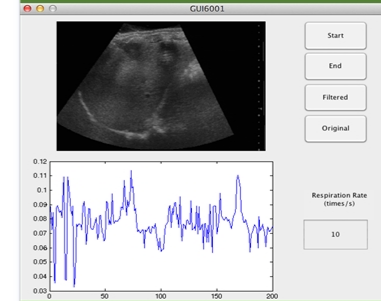 GUI6001
Start
End
Filtered
Original
0.12
0.11
0.1
0.09
0.08
0.07
0.06
0.05
0.04
0.03
0
50
100
150
200
Respiration Rate
(times/s)
10